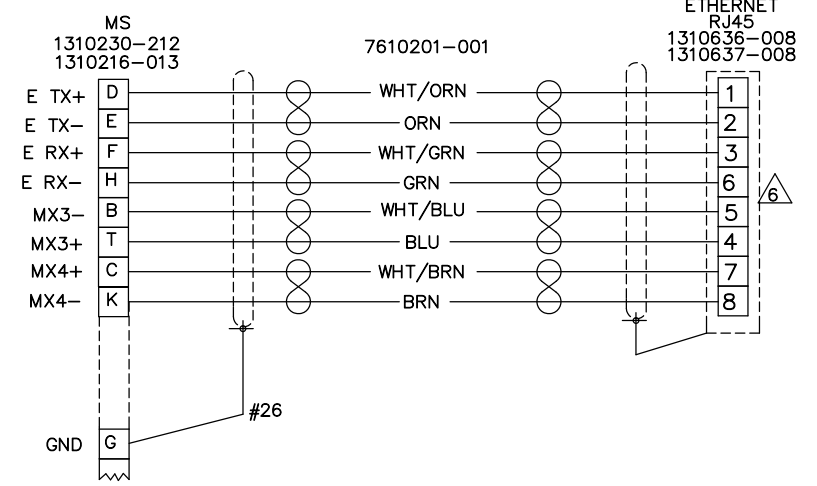 MS
1310230-212
1310216-013
7610201-001
ETHERNET
RJ45
1310636-008
1310637-008
E TX+ D WHT/ORN 1
E TX- E ORN 2
E RX+ F WHT/GRN 3
E RX- H GRN 6
6
MX3- B WHT/BLU 5
MX3+ T BLU 4
MX4+ C WHT/BRN 7
MX4- K BRN 8
#26
GND G